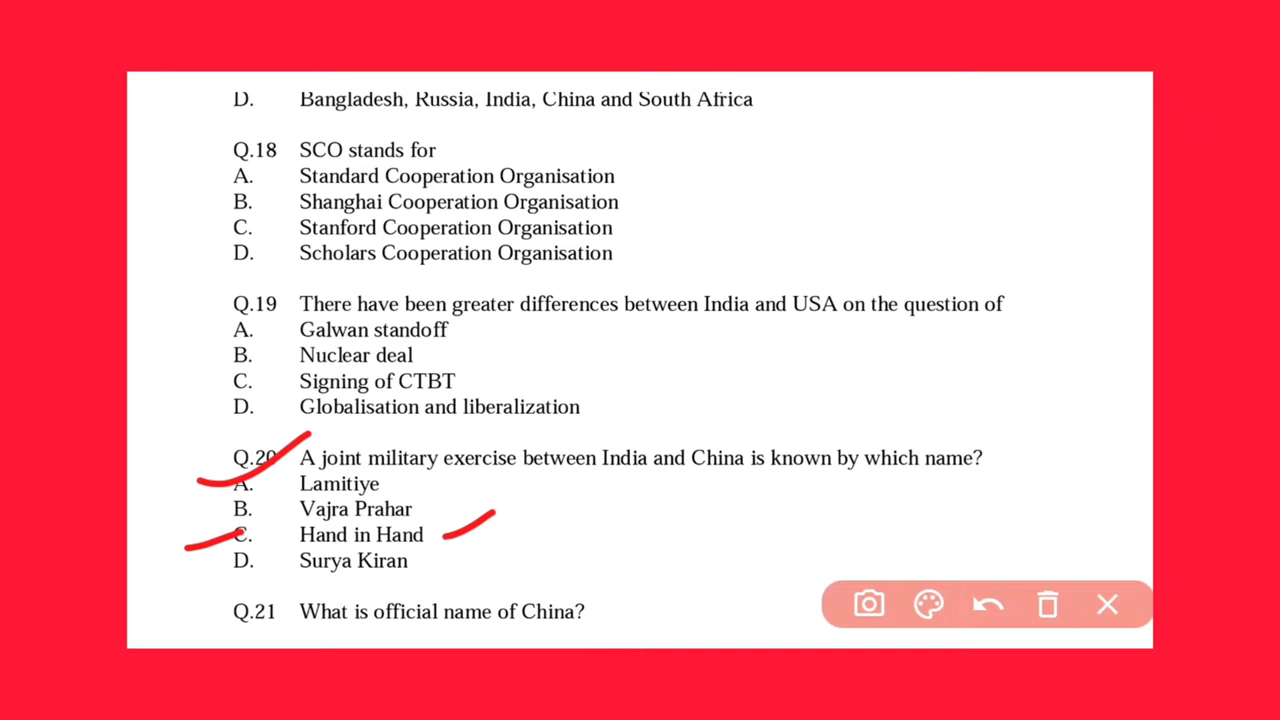 D. Bangladesh, Russia, India, China and South Africa
Q.18 SCO stands for
A. Standard Cooperation Organisation
B. Shanghai Cooperation Organisation
C. Stanford Cooperation Organisation
D. Scholars Cooperation Organisation
Q.19 There have been greater differences between India and USA on the question of
A. Galwan standoff
B. Nuclear deal
C. Signing of CTBT
D. Globalisation and liberalization
Q.20 A joint military exercise between India and China is known by which name?
A. Lamitiye
B. Vajra Prahar
C. Hand in Hand
D. Surya Kiran
Q.21 What is official name of China?